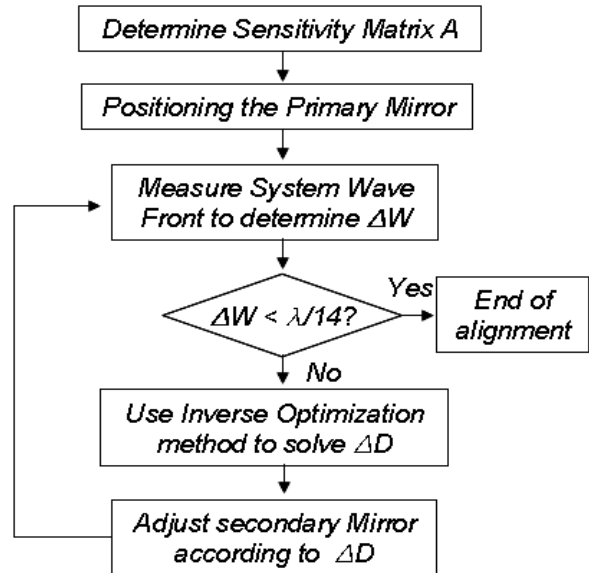 Determine Sensitivity Matrix A
Positioning the Primary Mirror
Measure System Wave
Front to determine ΔW
ΔW < λ/14?
Yes
End of
alignment
No
Use Inverse Optimization
method to solve ΔD
Adjust secondary Mirror
according to ΔD